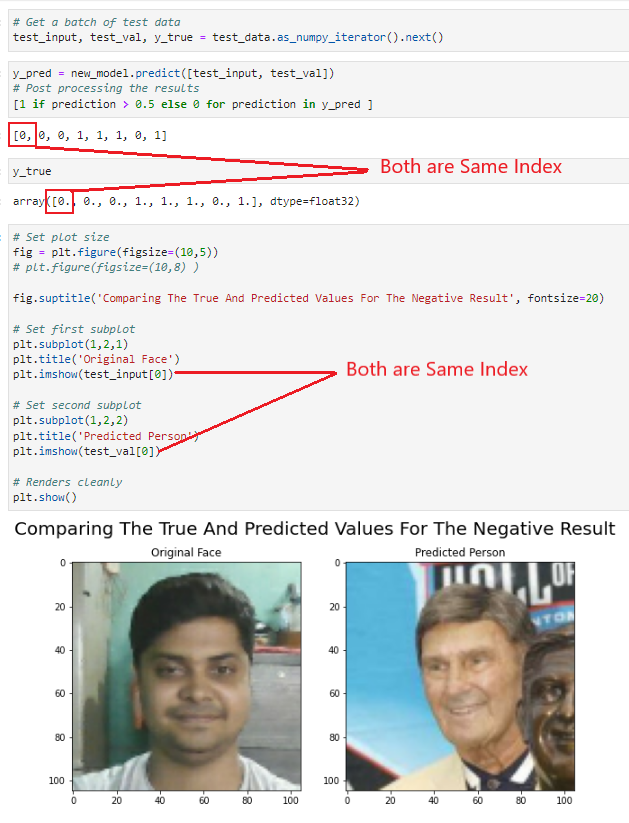 # Get a batch of test data
test_input, test_val, y_true = test_data.as_numpy_iterator().next()
y_pred = new_model.predict([test_input, test_val])
# Post processing the results
[1 if prediction > 0.5 else 0 for prediction in y_pred ]
[0, 0, 0, 1, 1, 1, 0, 1]
Both are Same Index
y_true
array([0., 0., 0., 1., 1., 1., 0., 1.], dtype=float32)
# Set plot size
fig = plt.figure(figsize=(10,5))
# plt.figure(figsize=(10,8) )
fig.suptitle('Comparing The True And Predicted Values For The Negative Result', fontsize=20)
# Set first subplot
plt.subplot(1,2,1)
plt.title('Original Face')
plt.imshow(test_input[0])
Both are Same Index
# Set second subplot
plt.subplot(1,2,2)
plt.title('Predicted Person')
plt.imshow(test_val[0])
# Renders cleanly
plt.show()
Comparing The True And Predicted Values For The Negative Result
Original Face
0
20
40
60
80
100
0 20 40 60 80 100
Predicted Person
0
20
40
60
80
100
0 20 40 60 80 100